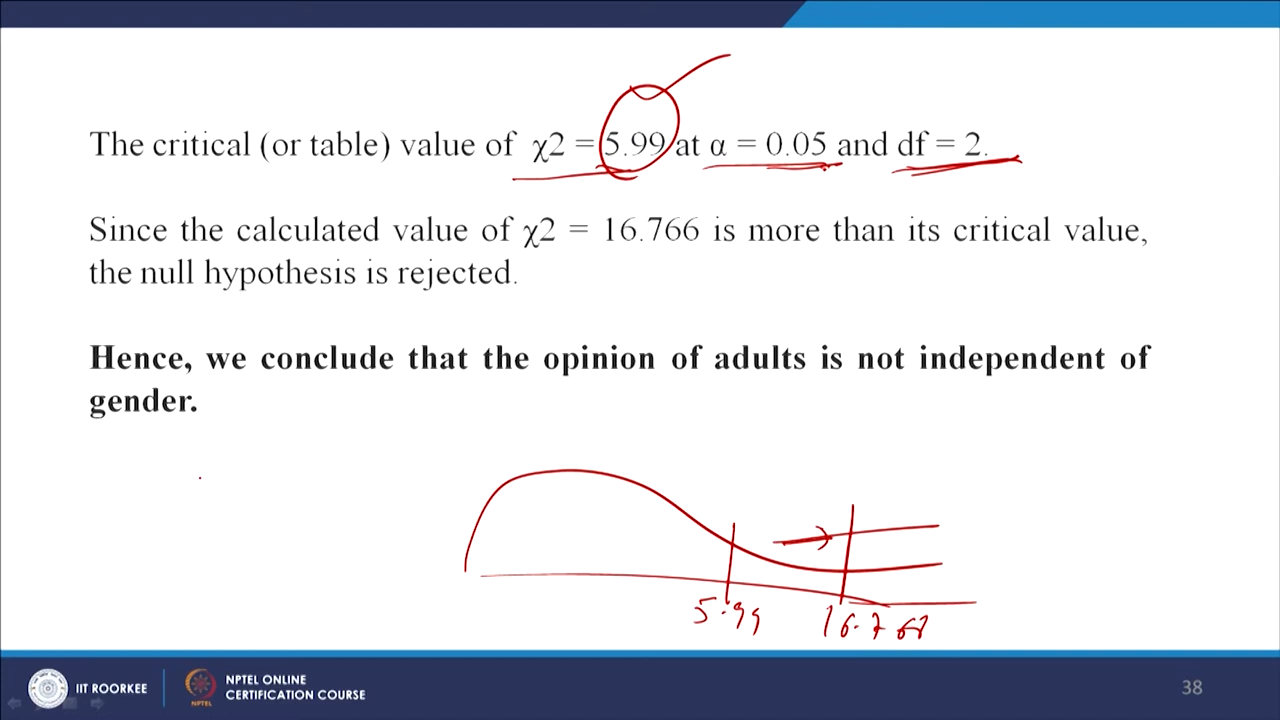 The critical (or table) value of χ2 = 5.99 at α = 0.05 and df = 2.
Since the calculated value of χ2 = 16.766 is more than its critical value,
the null hypothesis is rejected.
Hence, we conclude that the opinion of adults is not independent of
gender.
5.99
IIT ROORKEE
NPTEL
NPTEL ONLINE
CERTIFICATION COURSE
38